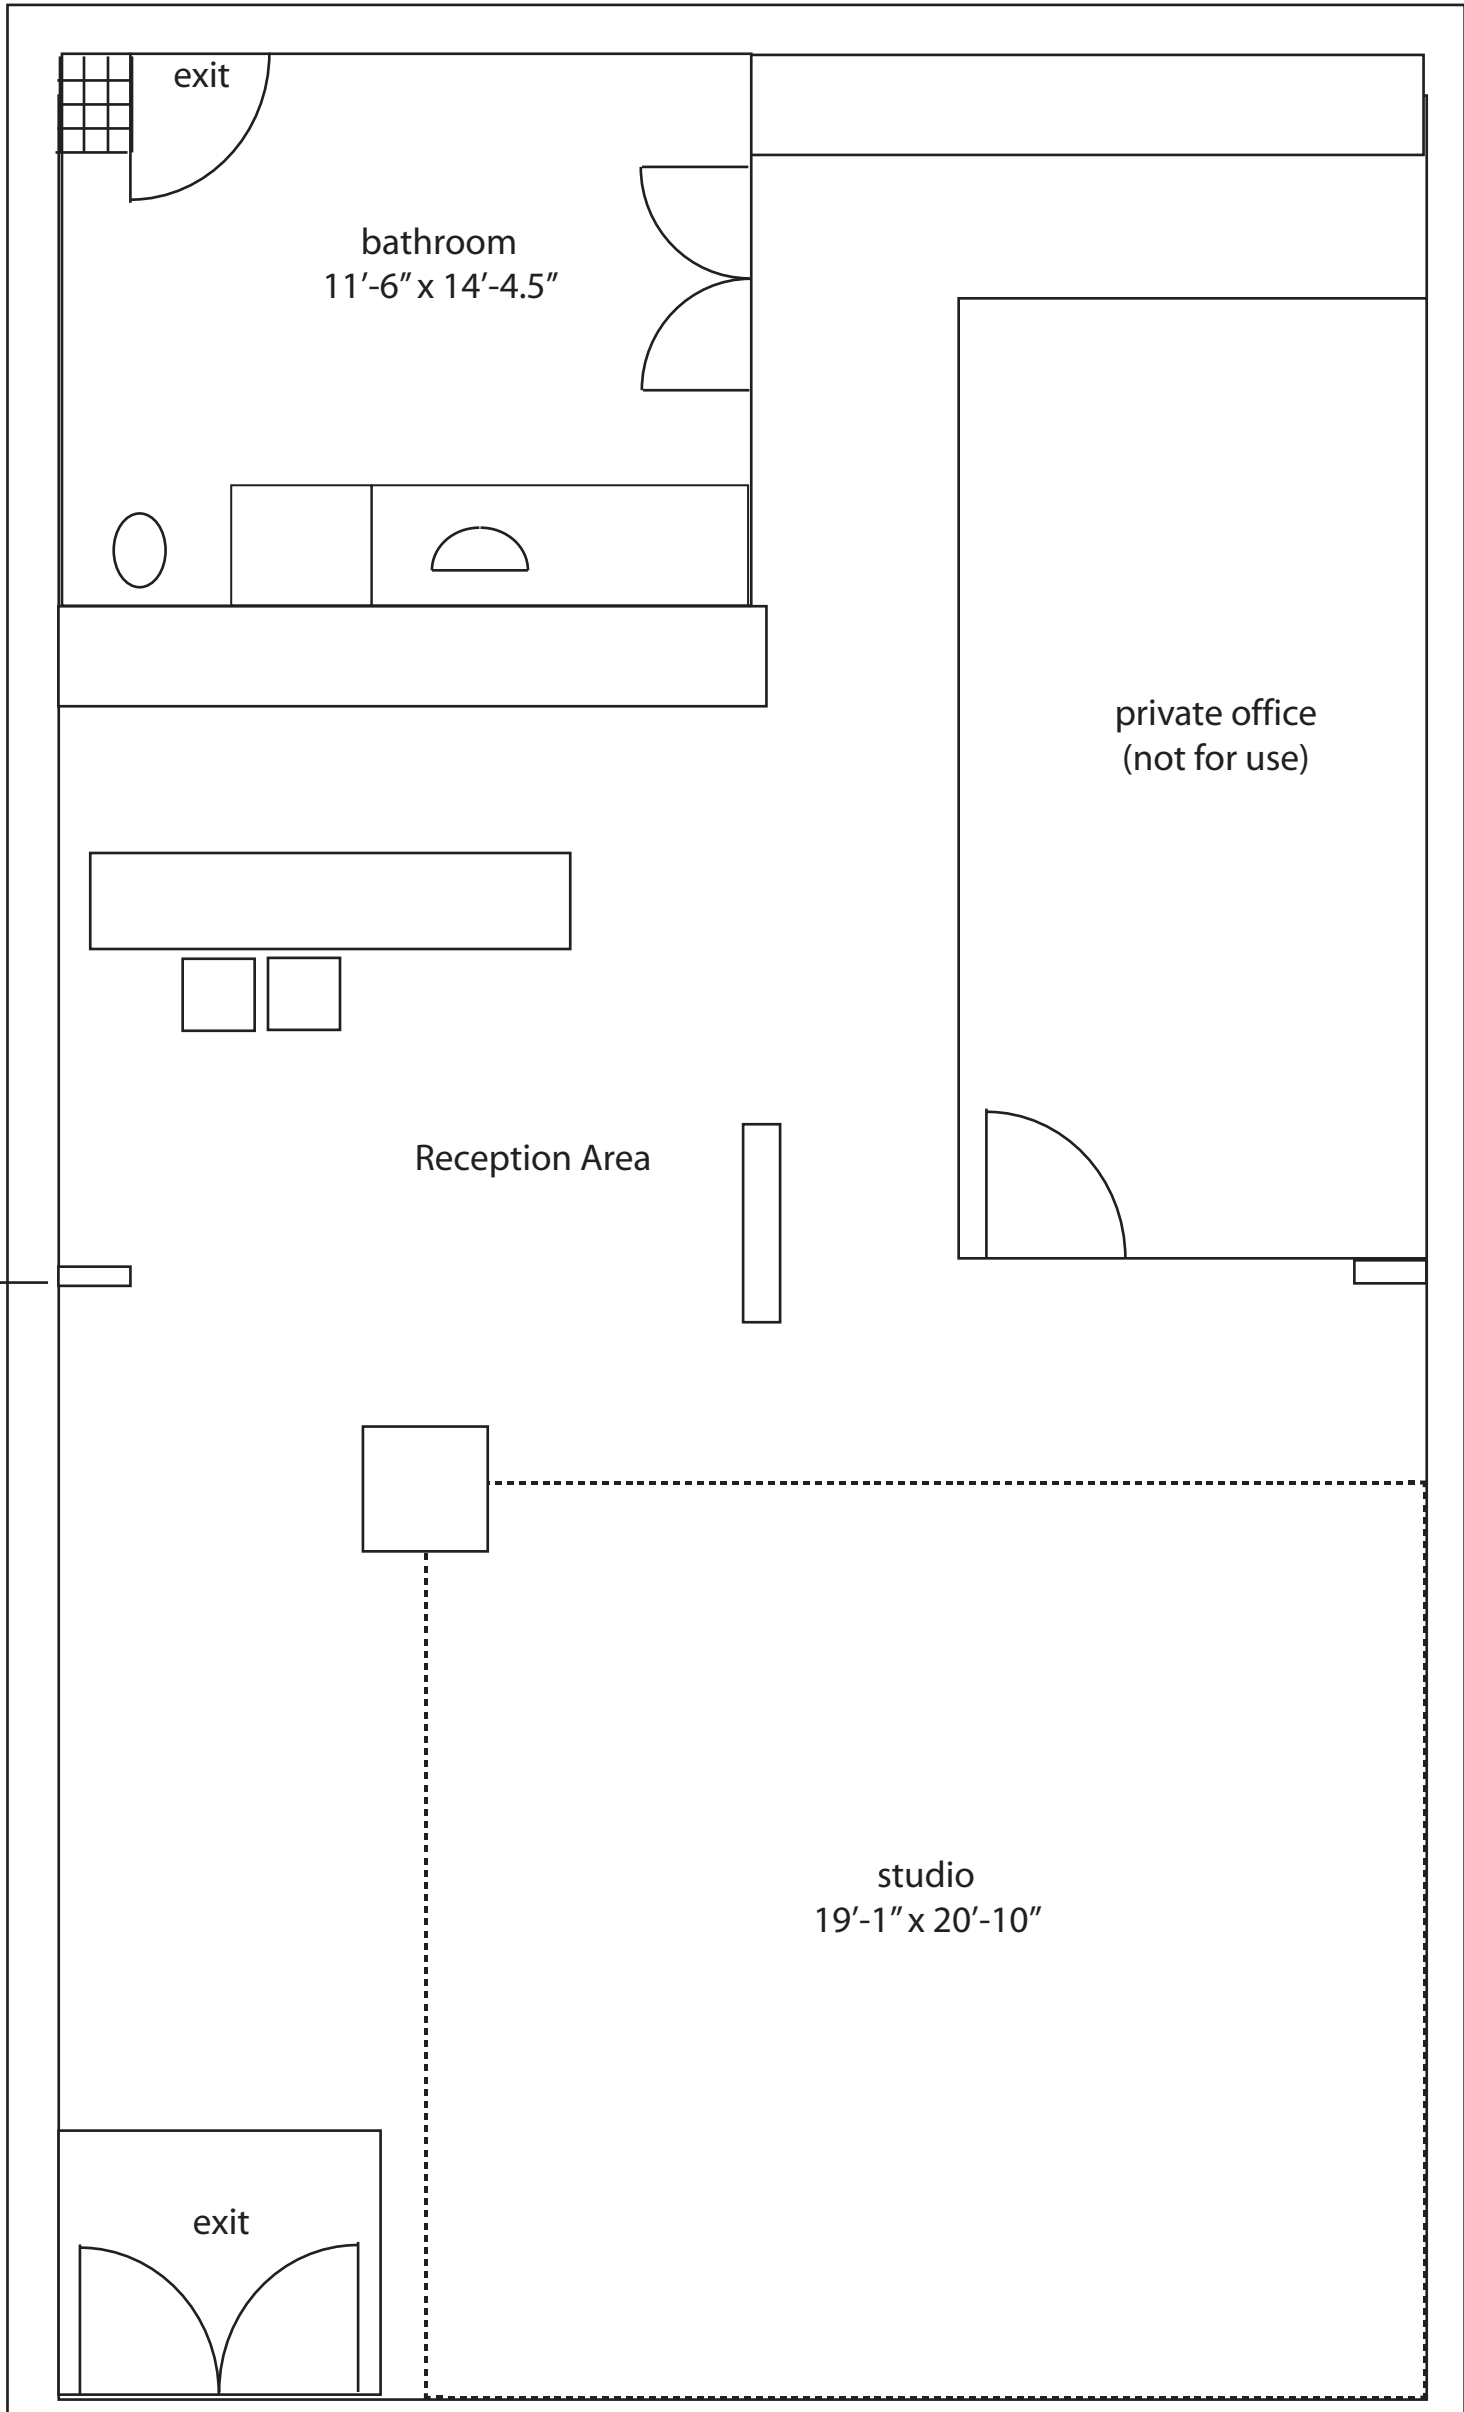 exit
bathroom
11’-6” x 14’-4.5”
private office
(not for use)
Reception Area
studio
19’-1” x 20’-10”
exit